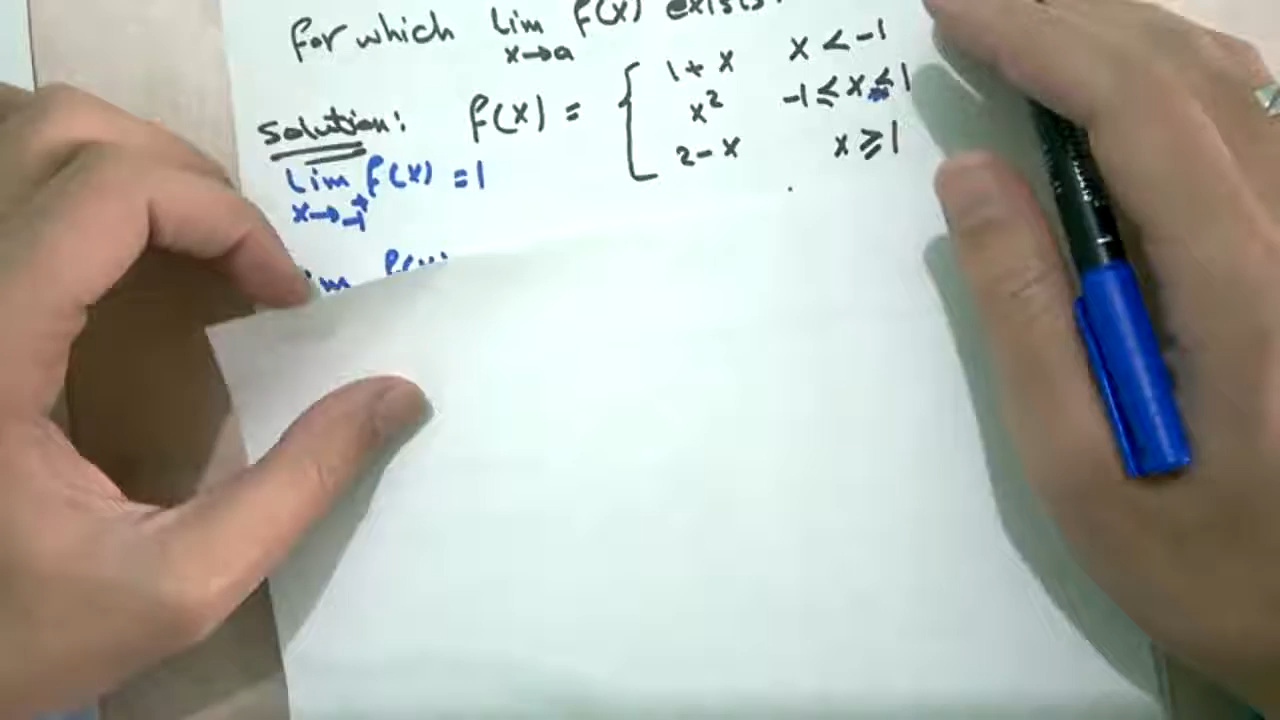 for which lim f(x) exists.
x→a
Solution: f(x) = { 1+x x < -1
x² -1 ≤ x ≤ 1
2-x x ≥ 1
lim f(x) = 1
x→-1⁺